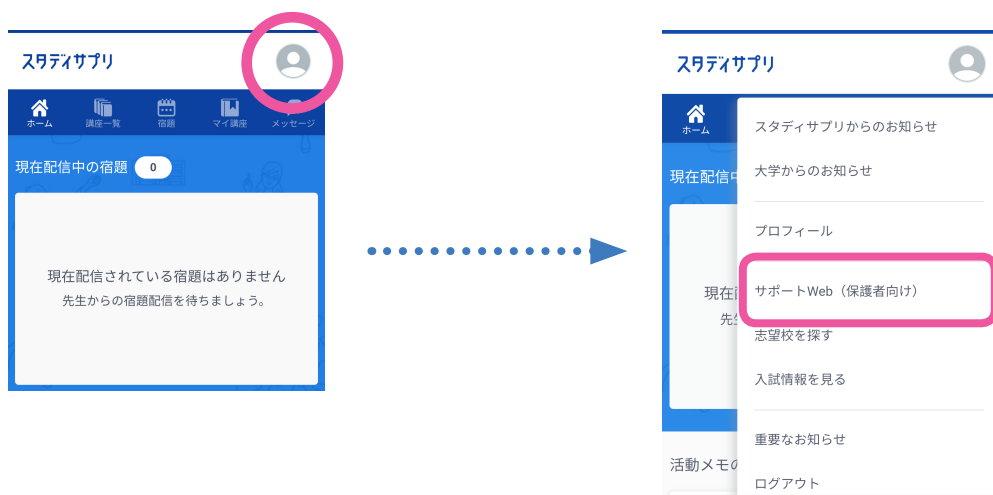 スタディサプリ
ホーム
講座一覧
宿題
マイ講座
メッセージ
現在配信中の宿題 0
現在配信されている宿題はありません
先生からの宿題配信を待ちましょう。
スタディサプリ
ホーム
現在配信中
現在
先生
活動メモの
スタディサプリからのお知らせ
大学からのお知らせ
プロフィール
サポートWeb（保護者向け）
志望校を探す
入試情報を見る
重要なお知らせ
ログアウト